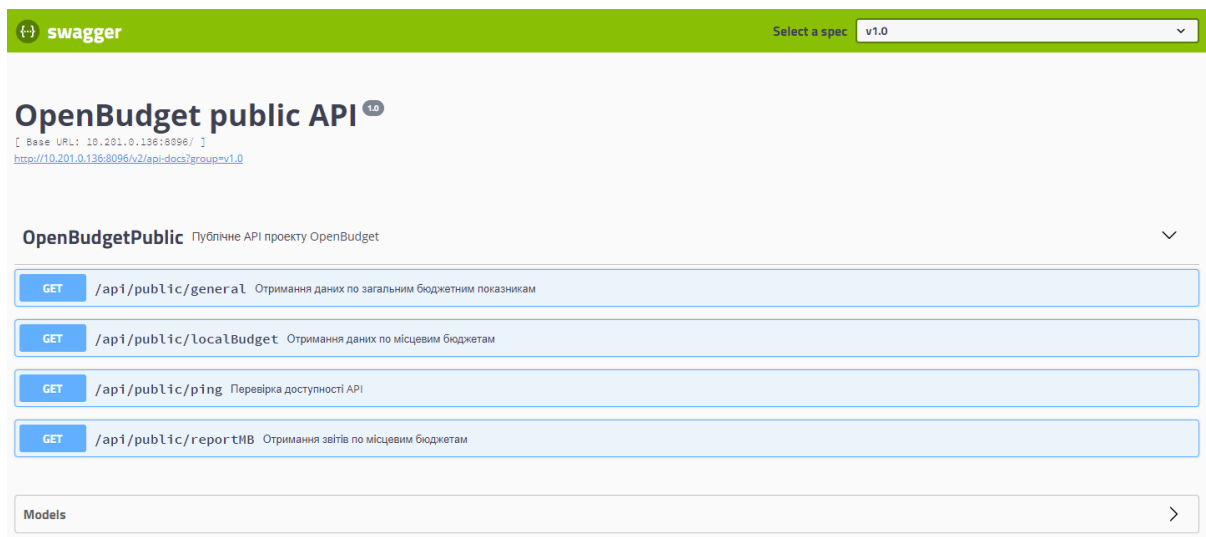 {··} swagger Select a spec v1.0
OpenBudget public API 1.0
[ Base URL: 10.201.0.136:8096/ ]
http://10.201.0.136:8096/v2/api-docs?group=v1.0
OpenBudgetPublic Публічне API проекту OpenBudget
GET /api/public/general Отримання даних по загальним бюджетним показникам
GET /api/public/localBudget Отримання даних по місцевим бюджетам
GET /api/public/ping Перевірка доступності API
GET /api/public/reportMB Отримання звітів по місцевим бюджетам
Models